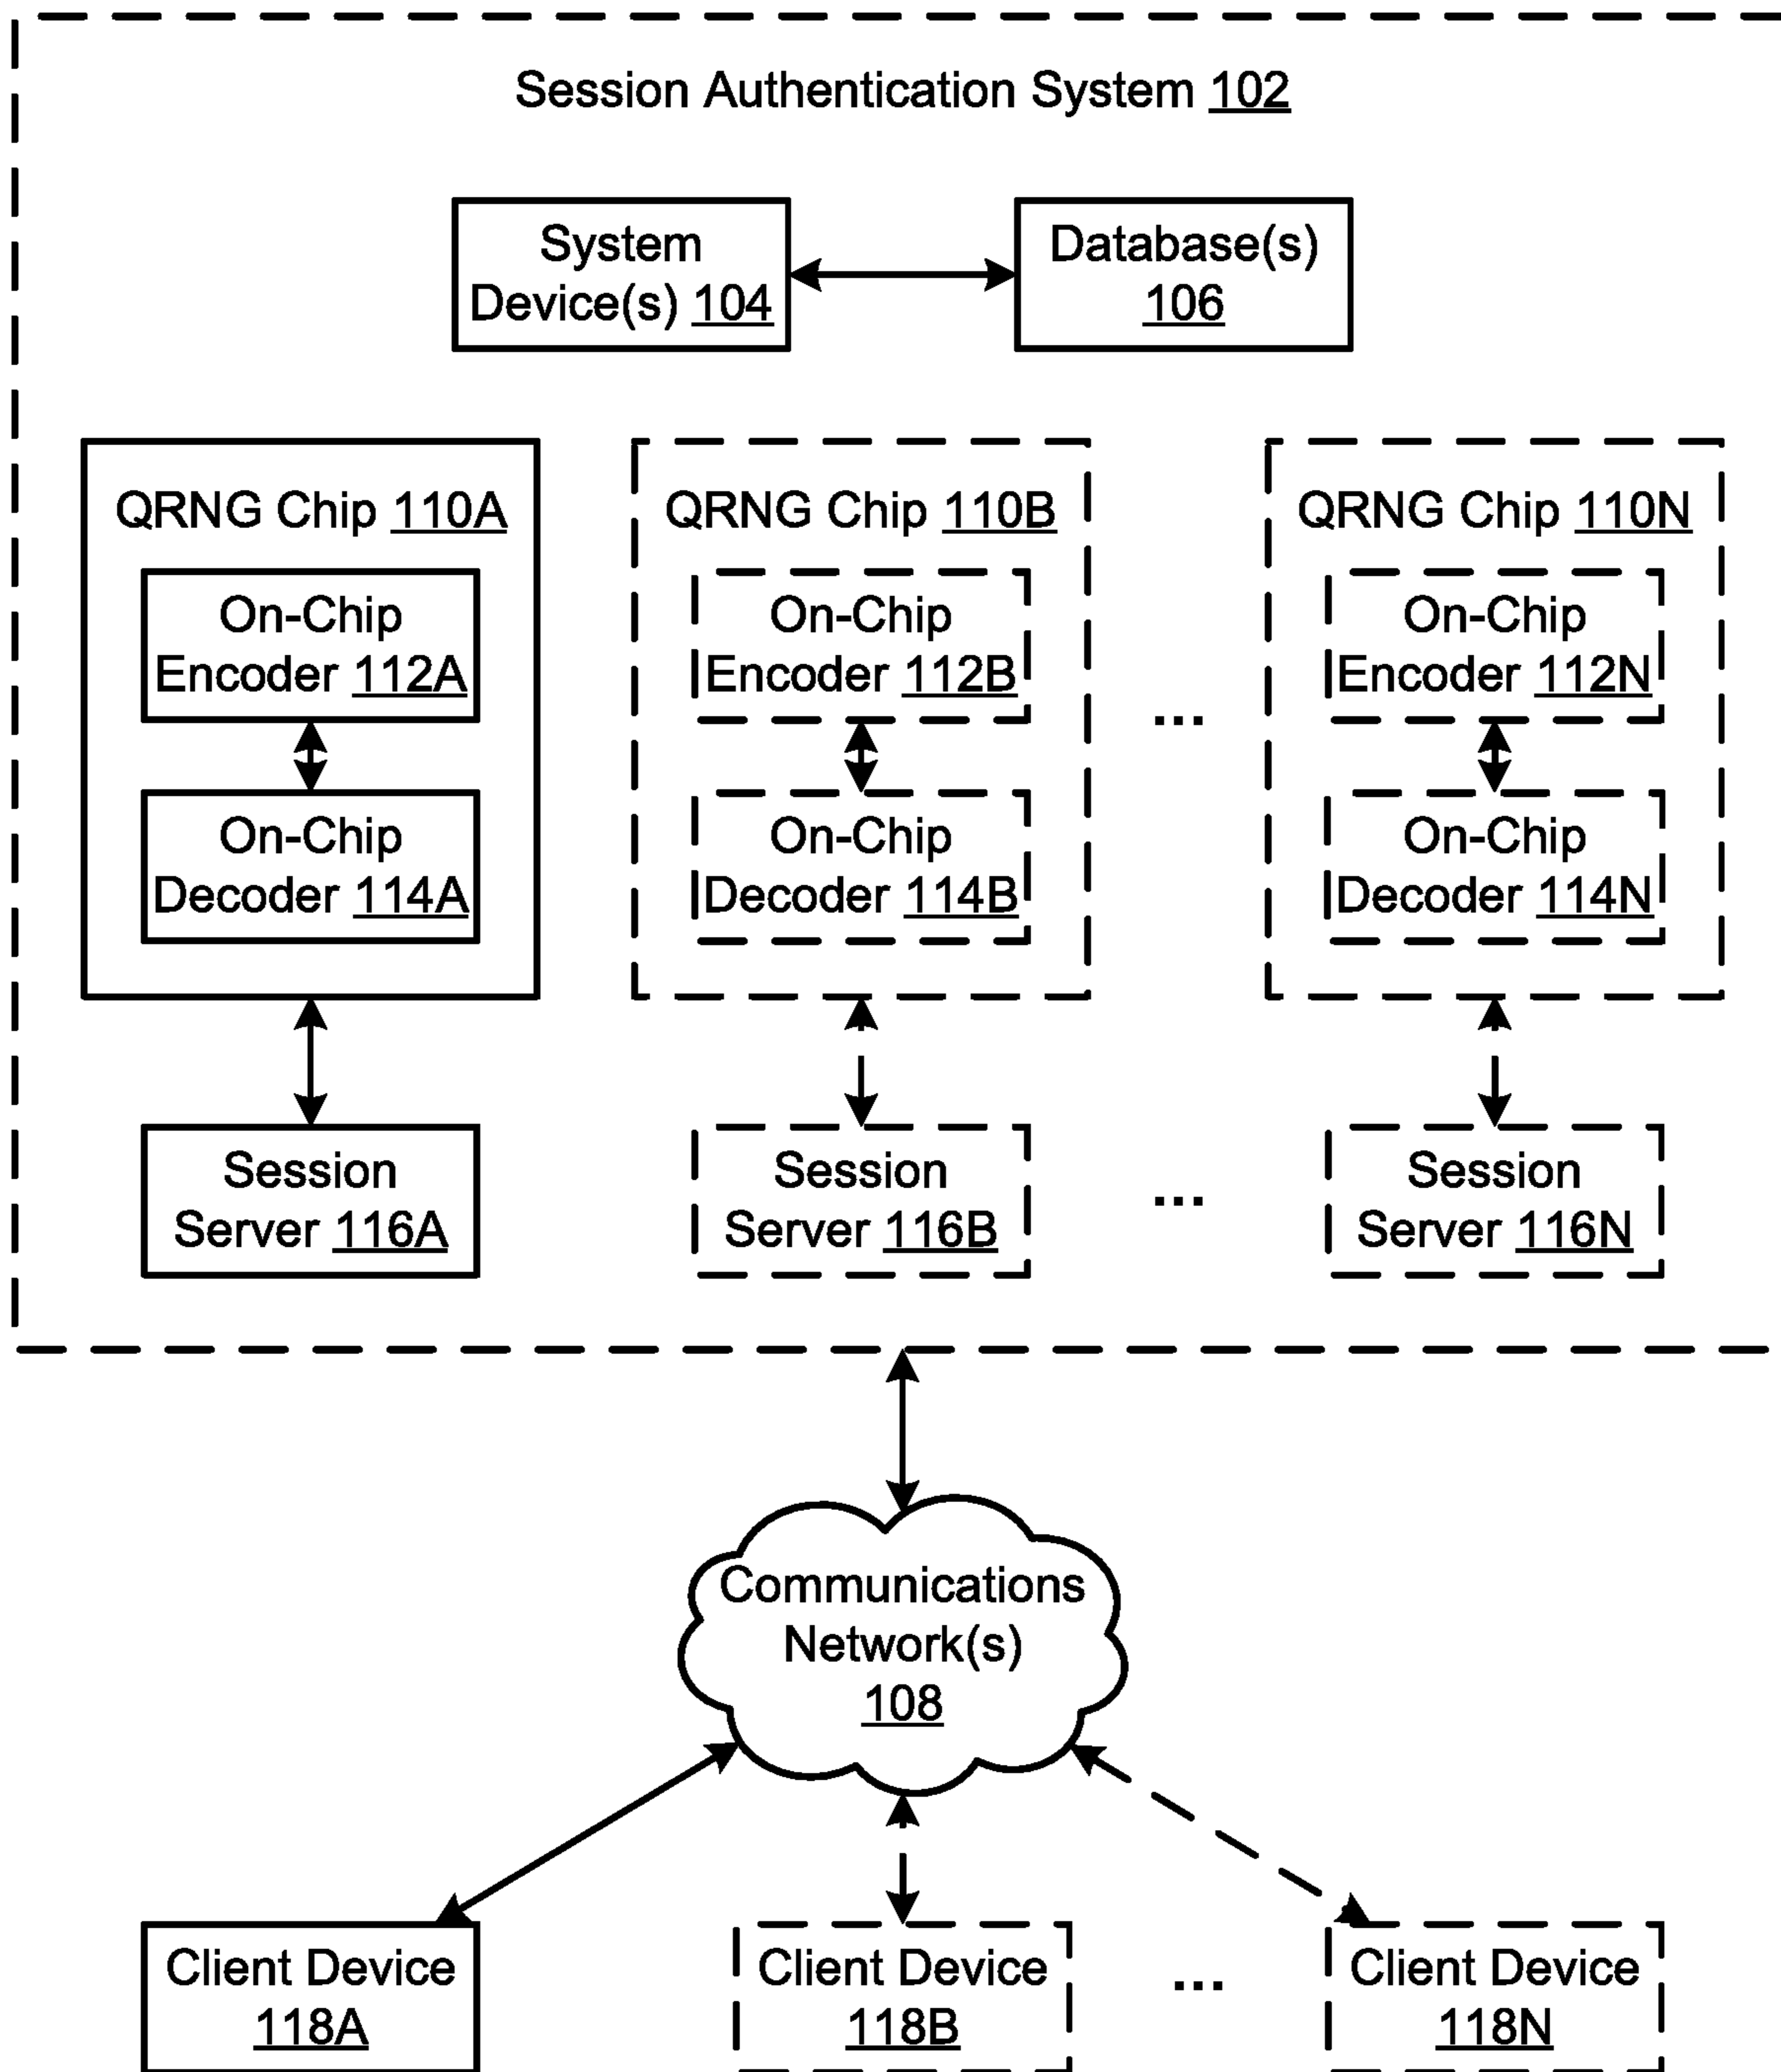 Session Authentication System 102
System
Device(s) 104
Database(s)
106
QRNG Chip 110A
On-Chip
Encoder 112A
On-Chip
Decoder 114A
QRNG Chip 110B
On-Chip
Encoder 112B
On-Chip
Decoder 114B
...
QRNG Chip 110N
On-Chip
Encoder 112N
On-Chip
Decoder 114N
Session
Server 116A
Session
Server 116B
...
Session
Server 116N
Communications
Network(s)
108
Client Device
118A
Client Device
118B
...
Client Device
118N